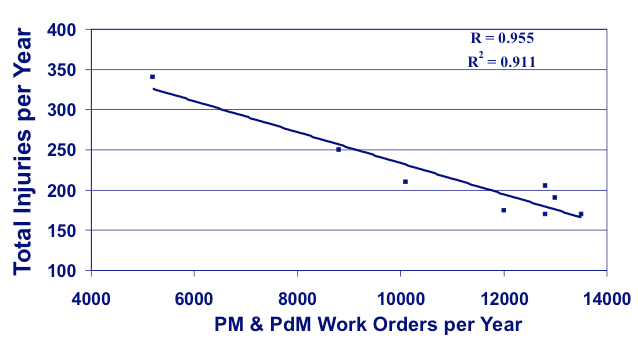 400
350
300
250
200
150
100
Total Injuries per Year
R = 0.955
R² = 0.911
4000 6000 8000 10000 12000 14000
PM & PdM Work Orders per Year